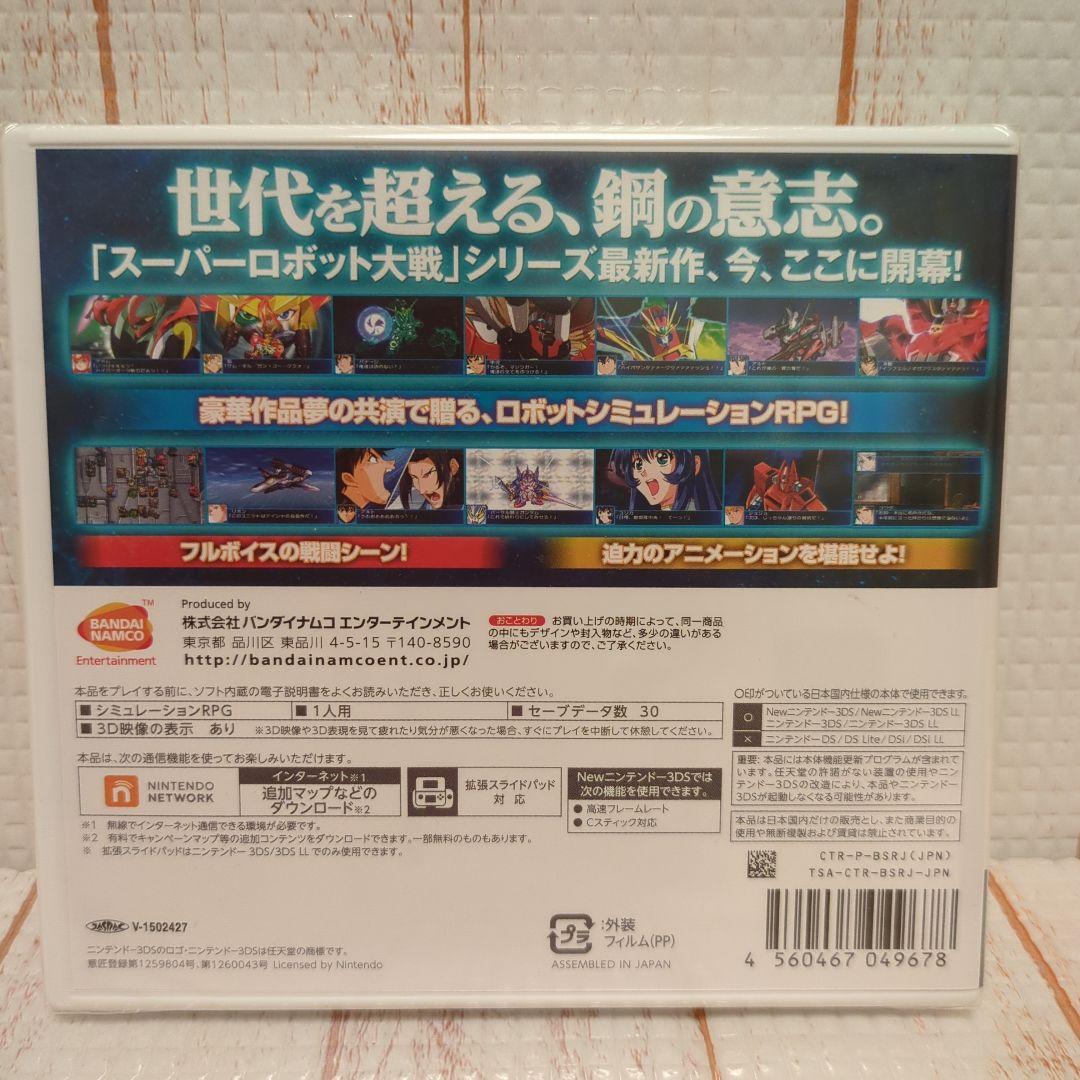 世代を超える、鋼の意志。
「スーパーロボット大戦」シリーズ最新作、今、ここに開幕!
豪華作品夢の共演で贈る、ロボットシミュレーションRPG!
フルボイスの戦闘シーン!
迫力のアニメーションを堪能せよ!
BANDAI
NAMCO
TM
Entertainment
Produced by
株式会社 バンダイナムコ エンターテインメント
東京都 品川区 東品川 4-5-15 〒140-8590
http://bandainamcoent.co.jp/
おことわり お買い上げの時期によって、同一商品
の中にもデザインや封入物など、多少の違いがある
場合がございますので、ご了承ください。
本品をプレイする前に、ソフト内蔵の電子説明書をよくお読みいただき、正しくお使いください。
■ シミュレーションRPG ■ 1人用 ■ セーブデータ数 30
■ 3D映像の表示 あり ※3D映像や3D表現を見て疲れたり気分が悪くなった場合、すぐにプレイを中断して休憩してください。
本品は、次の通信機能を使ってお楽しみいただけます。
NINTENDO
NETWORK
インターネット※1
追加マップなどの
ダウンロード※2
拡張スライドパッド
対 応
Newニンテンドー3DSでは
次の機能を使用できます。
● 高速フレームレート
● Cスティック対応
※1 無線でインターネット通信できる環境が必要です。
※2 有料でキャンペーンマップ等の追加コンテンツをダウンロードできます。一部無料のものもあります。
※ 拡張スライドパッドはニンテンドー3DS/3DS LLでのみ使用できます。
○印がついている日本国内仕様の本体で使用できます。
○ Newニンテンドー3DS/Newニンテンドー3DS LL
ニンテンドー3DS/ニンテンドー3DS LL
× ニンテンドーDS/DS Lite/DSi/DSi LL
重要: 本品には本体機能更新プログラムが含まれて
います。任天堂の許諾がない装置の使用やニン
テンドー3DSの改造により、本品やニンテンドー
3DSが起動しなくなる可能性があります。
本品は日本国内だけの販売とし、また商業目的の
使用や無断複製および賃貸は禁止されています。
CTR-P-BSRJ(JPN)
TSA-CTR-BSRJ-JPN
V-1502427
ニンテンドー3DSのロゴ・ニンテンドー3DSは任天堂の商標です。
意匠登録第1259804号、第1260043号 Licensed by Nintendo
プラ
:外装
フィルム(PP)
ASSEMBLED IN JAPAN
4 560467 049678